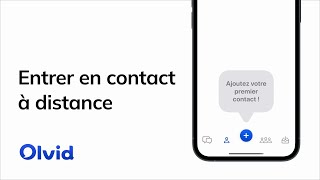 Entrer en contact
à distance
Olvid
Ajoutez votre
premier
contact !